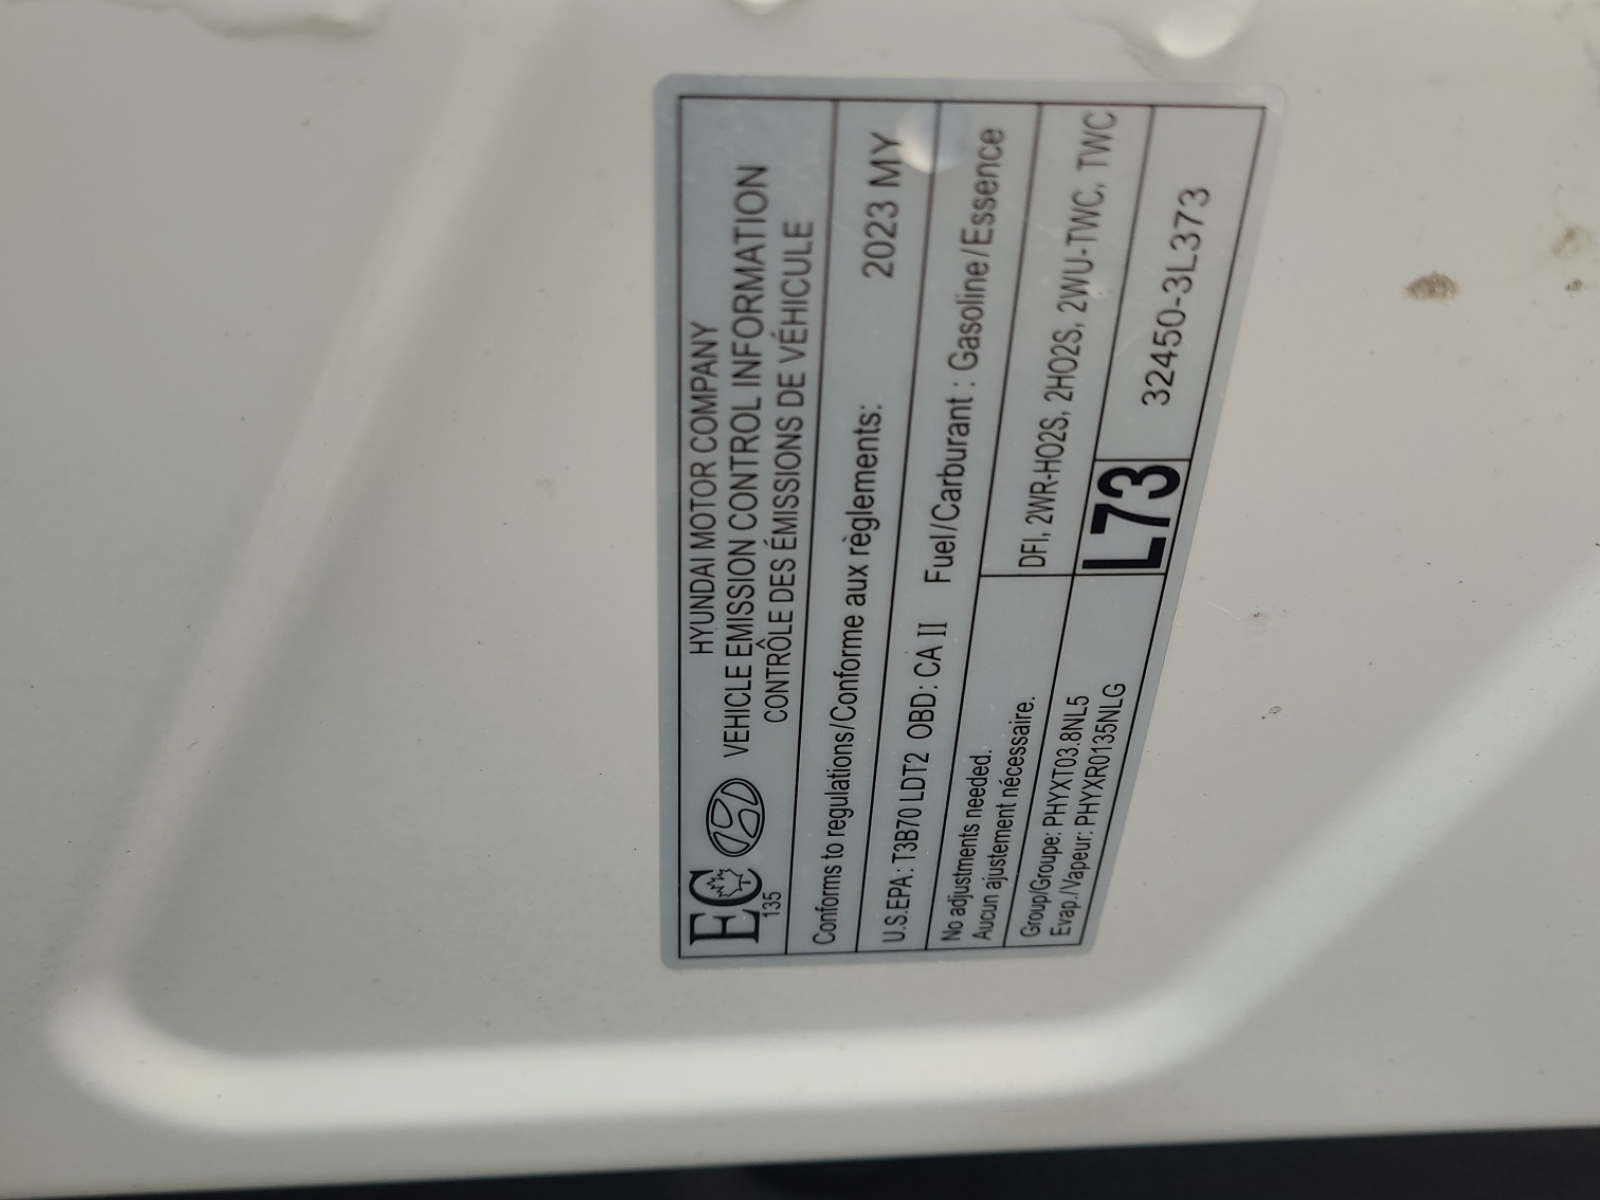 HYUNDAI MOTOR COMPANY
EC VEHICLE EMISSION CONTROL INFORMATION
135 CONTRÔLE DES ÉMISSIONS DE VÉHICULE
Conforms to regulations/Conforme aux règlements: 2023 MY
U.S.EPA: T3B70 LDT2 OBD: CA II Fuel/Carburant : Gasoline/Essence
No adjustments needed.
Aucun ajustement nécessaire.
DFI, 2WR-HO2S, 2HO2S, 2WU-TWC, TWC
Group/Groupe: PHYXT03.8NL5
Evap./Vapeur: PHYXR0135NLG
L73
32450-3L373